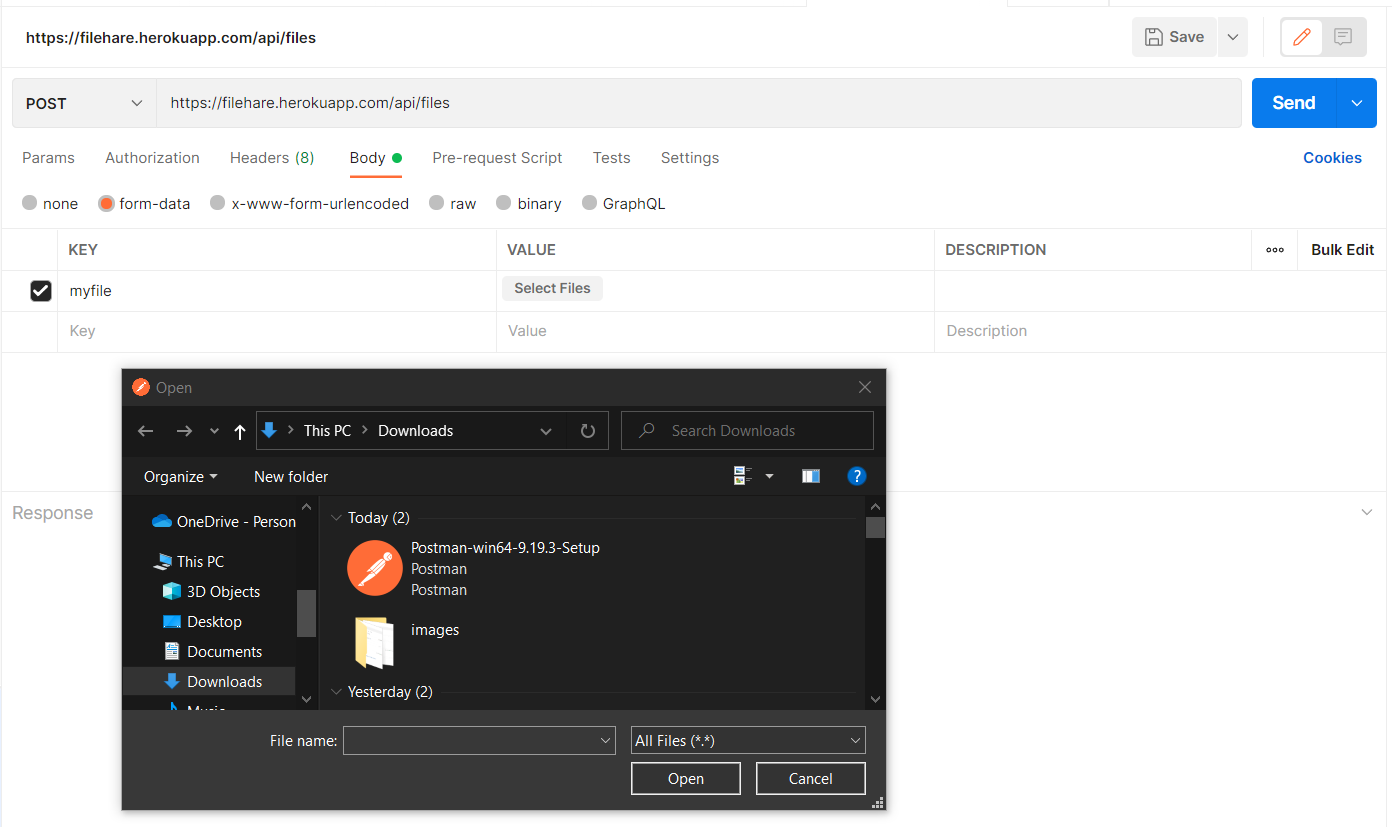 https://filehare.herokuapp.com/api/files
Save
POST
https://filehare.herokuapp.com/api/files
Send
Params Authorization Headers (8) Body Pre-request Script Tests Settings Cookies
none form-data x-www-form-urlencoded raw binary GraphQL
KEY VALUE DESCRIPTION ooo Bulk Edit
myfile Select Files
Key Value Description
Response
Open
This PC > Downloads Search Downloads
Organize New folder ?
OneDrive - Person
This PC
3D Objects
Desktop
Documents
Downloads
Music
Today (2)
Postman-win64-9.19.3-Setup
Postman
Postman
images
Yesterday (2)
File name: All Files (*.*)
Open Cancel